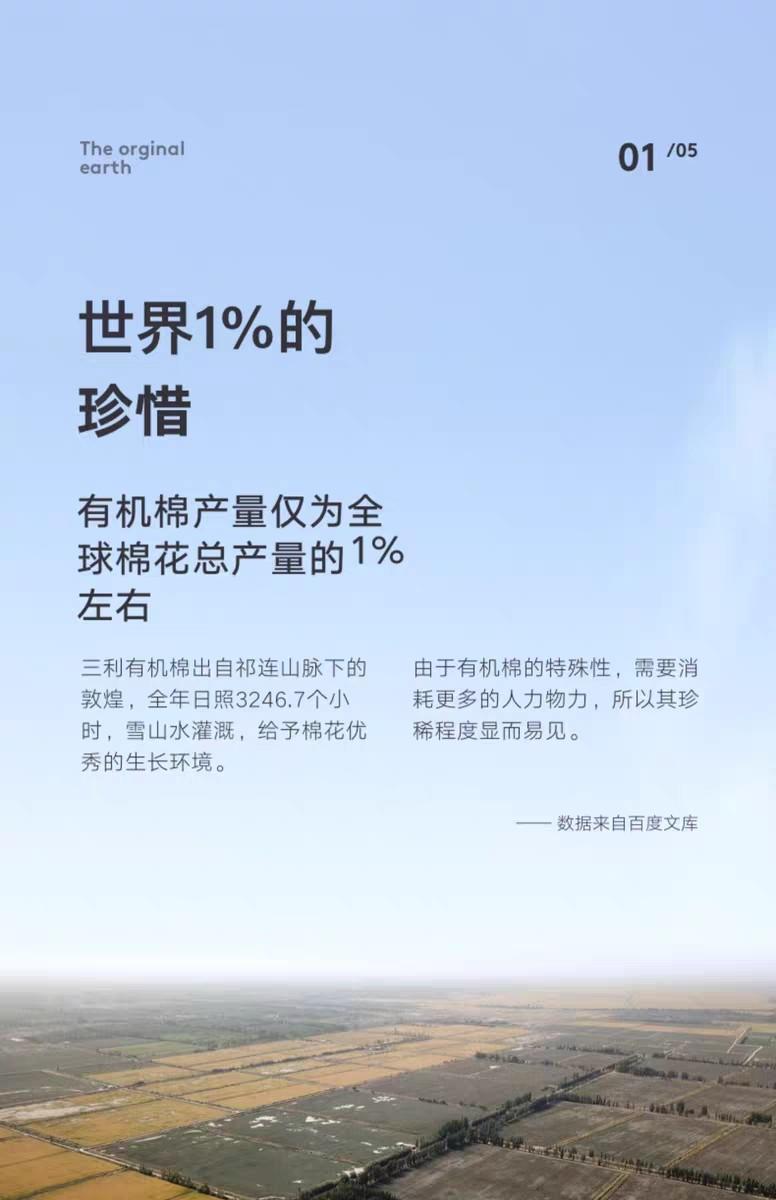 The orginal
earth
01 /05
世界1%的
珍惜
有机棉产量仅为全
球棉花总产量的1%
左右
三利有机棉出自祁连山脉下的
敦煌，全年日照3246.7个小
时，雪山水灌溉，给予棉花优
秀的生长环境。
由于有机棉的特殊性，需要消
耗更多的人力物力，所以其珍
稀程度显而易见。
—— 数据来自百度文库